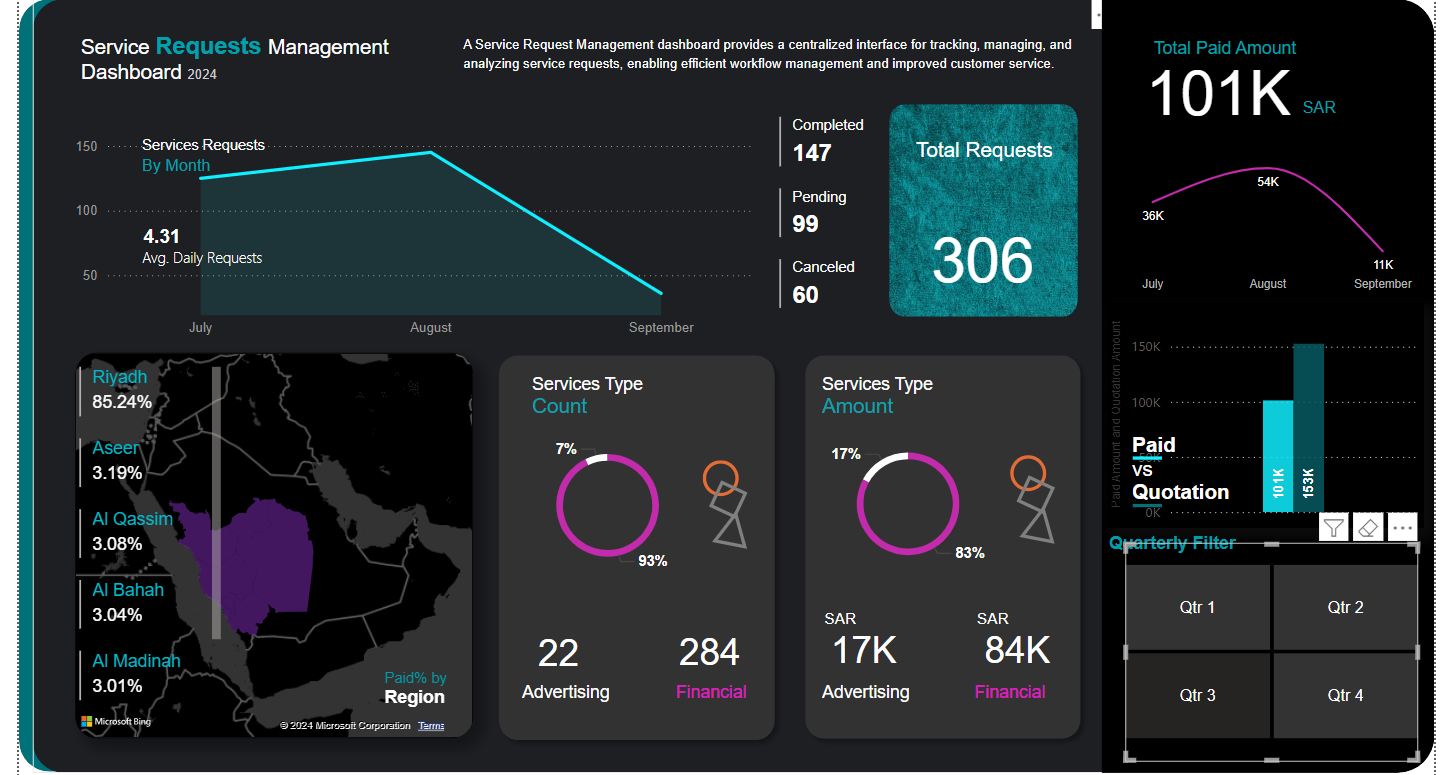 Service Requests Management
Dashboard 2024
A Service Request Management dashboard provides a centralized interface for tracking, managing, and
analyzing service requests, enabling efficient workflow management and improved customer service.
Services Requests
By Month
150
100
50
4.31
Avg. Daily Requests
July
August
September
Completed
147
Pending
99
Canceled
60
Total Requests
306
Riyadh
85.24%
Aseer
3.19%
Al Qassim
3.08%
Al Bahah
3.04%
Al Madinah
3.01%
Paid% by
Region
Microsoft Bing
© 2024 Microsoft Corporation Terms
Services Type
Count
7%
93%
22
284
Advertising
Financial
Services Type
Amount
17%
83%
SAR
SAR
17K
84K
Advertising
Financial
Total Paid Amount
101K SAR
36K
54K
11K
July
August
September
Paid Amount and Quotation Amount
150K
100K
50K
0K
Paid
VS
Quotation
101K
153K
Quarterly Filter
Qtr 1
Qtr 2
Qtr 3
Qtr 4